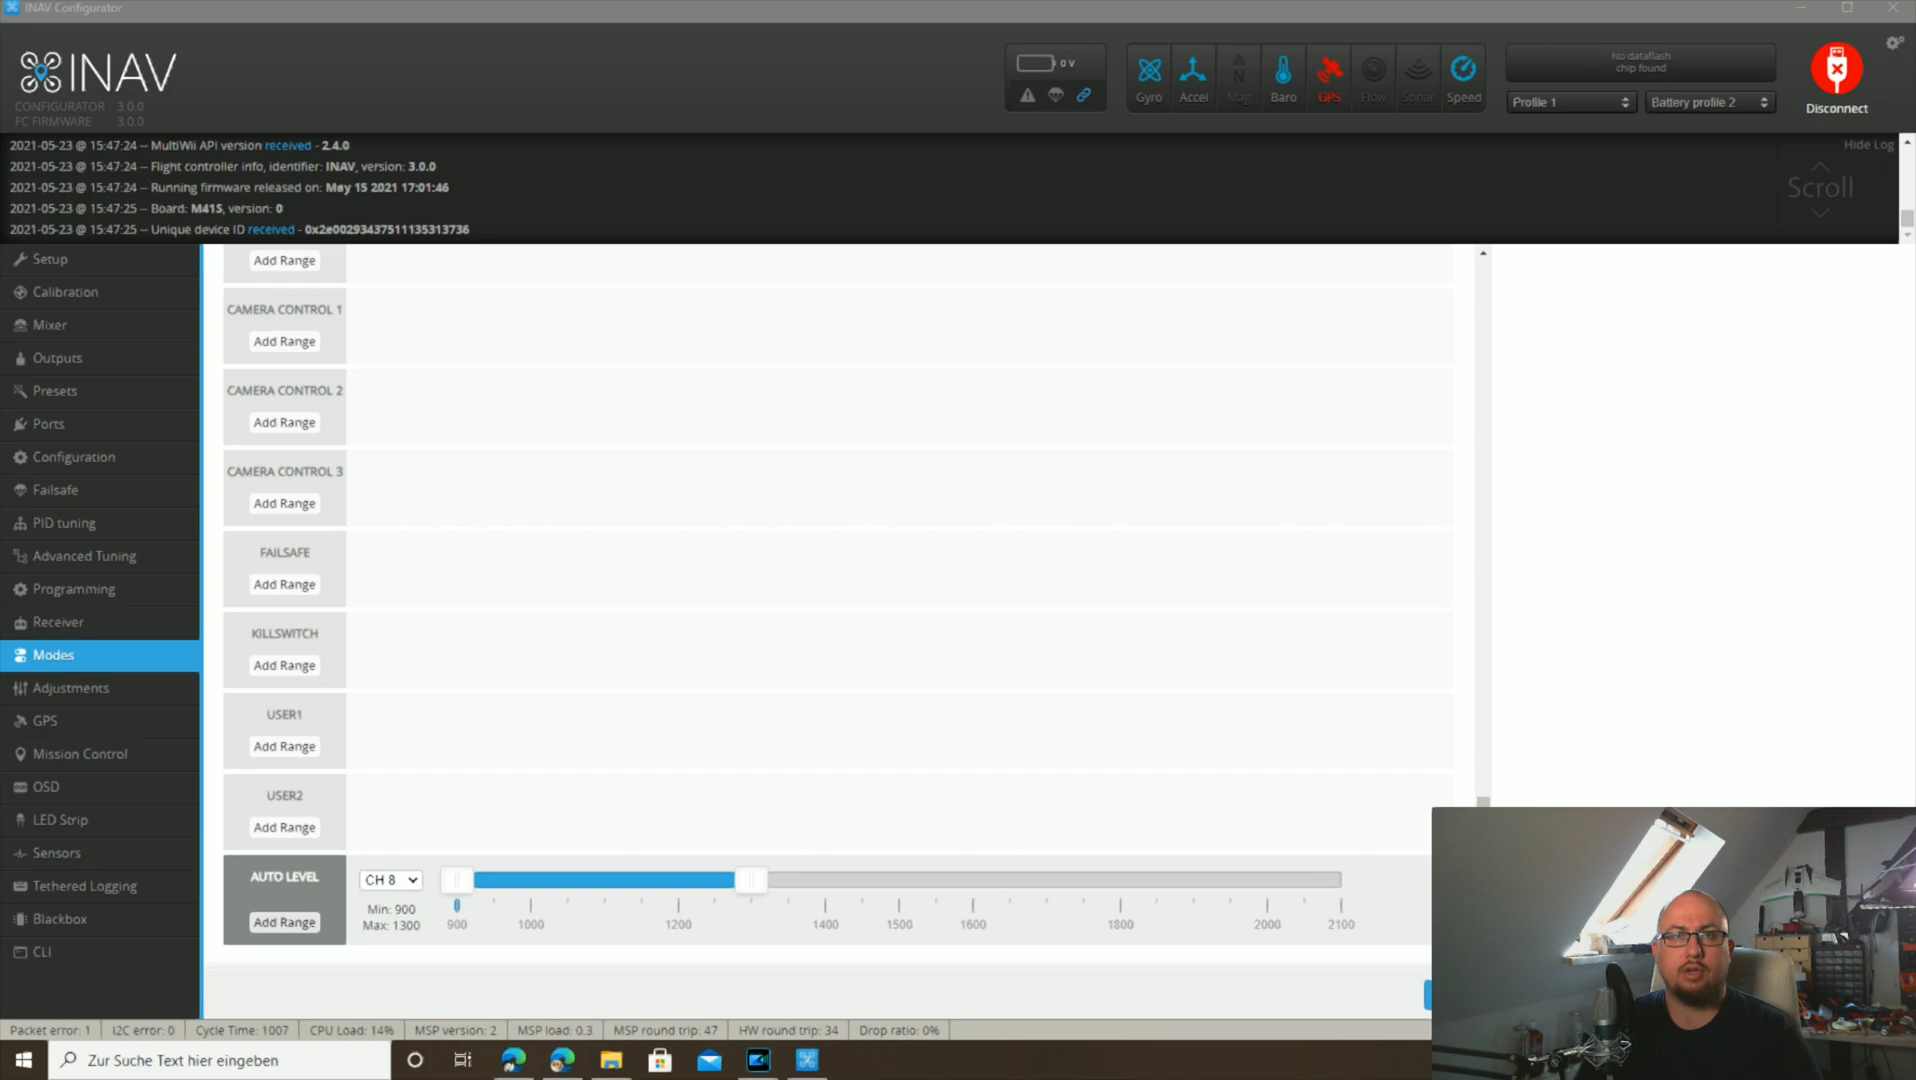 INAV Configurator
INAV
CONFIGURATOR 3.0.0
FC FIRMWARE 3.0.0
0 V
Gyro
Accel
Mag
Baro
GPS
Flow
Sonar
Speed
No dataflash
chip found
Profile 1
Battery profile 2
Disconnect
2021-05-23 @ 15:47:24 -- MultiWii API version received - 2.4.0
2021-05-23 @ 15:47:24 -- Flight controller info, identifier: INAV, version: 3.0.0
2021-05-23 @ 15:47:24 -- Running firmware released on: May 15 2021 17:01:46
2021-05-23 @ 15:47:25 -- Board: M41S, version: 0
2021-05-23 @ 15:47:25 -- Unique device ID received - 0x2e00293437511135313736
Hide Log
Scroll
Setup
Calibration
Mixer
Outputs
Presets
Ports
Configuration
Failsafe
PID tuning
Advanced Tuning
Programming
Receiver
Modes
Adjustments
GPS
Mission Control
OSD
LED Strip
Sensors
Tethered Logging
Blackbox
CLI
Add Range
CAMERA CONTROL 1
Add Range
CAMERA CONTROL 2
Add Range
CAMERA CONTROL 3
Add Range
FAILSAFE
Add Range
KILLSWITCH
Add Range
USER1
Add Range
USER2
Add Range
AUTO LEVEL
Add Range
CH 8
Min: 900
Max: 1300
900 1000 1200 1400 1500 1600 1800 2000 2100
Packet error: 1 I2C error: 0 Cycle Time: 1007 CPU Load: 14% MSP version: 2 MSP load: 0.3 MSP round trip: 47 HW round trip: 34 Drop ratio: 0%
Zur Suche Text hier eingeben